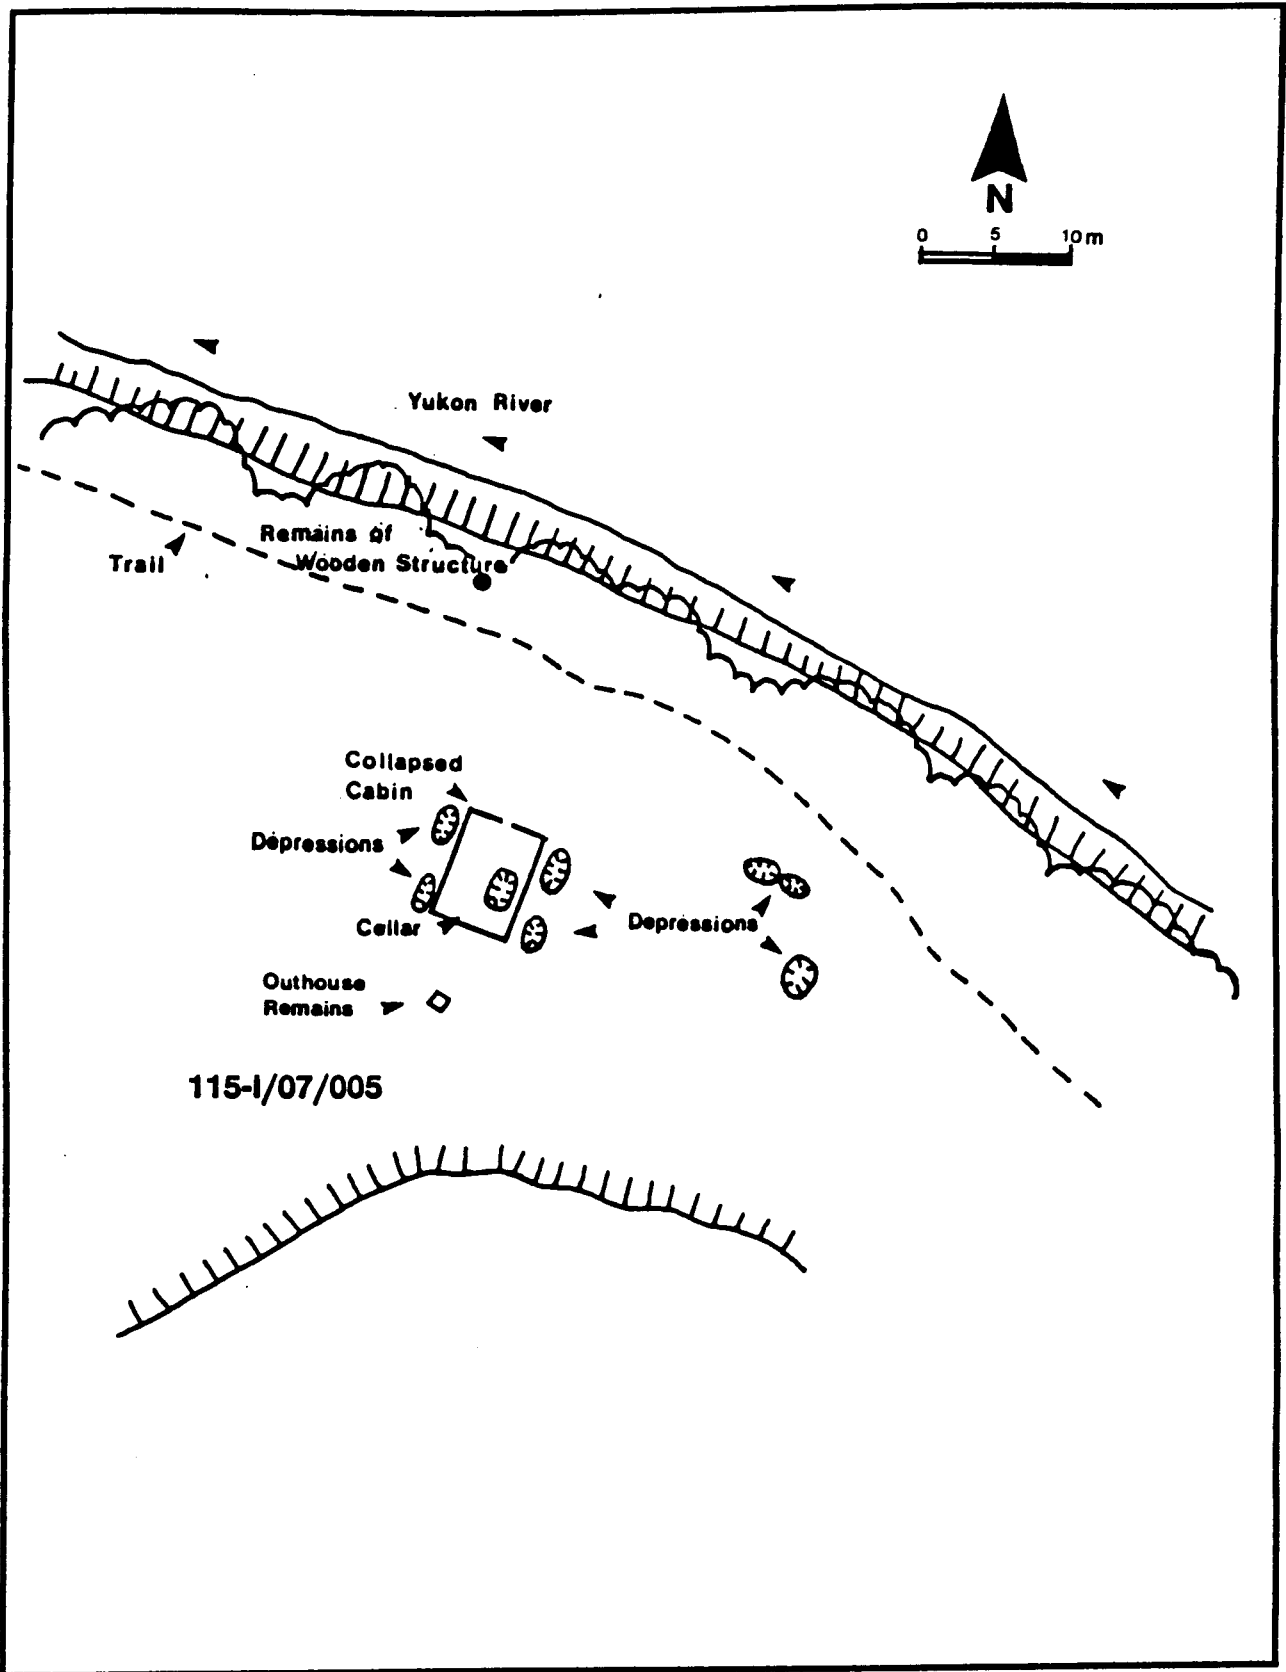 N
0 5 10m
Yukon River
Remains of
Wooden Structure
Trail
Collapsed
Cabin
Depressions
Cellar
Depressions
Outhouse
Remains
115-I/07/005